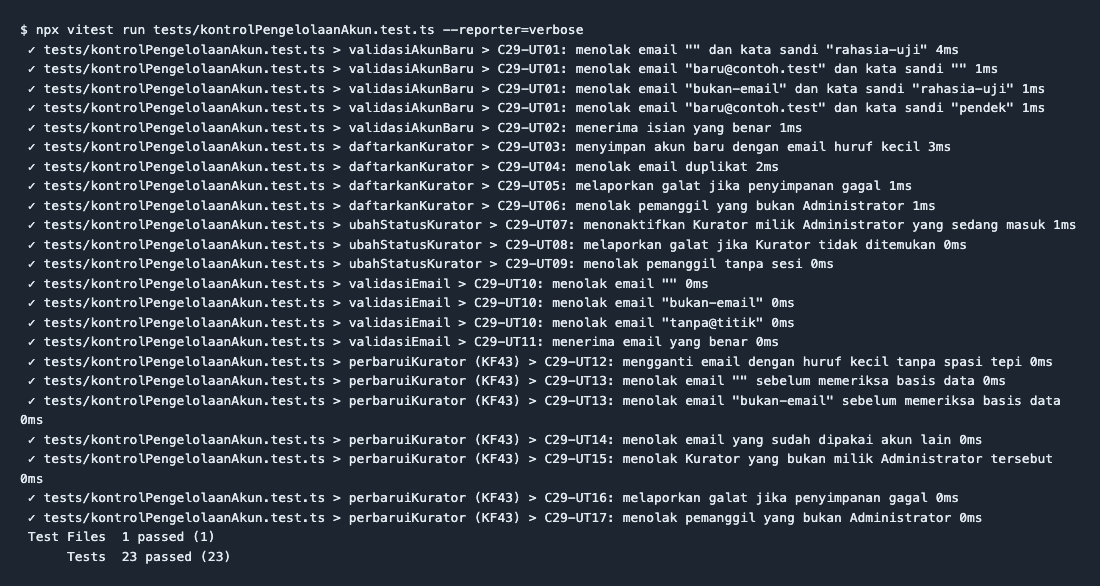 $ npx vitest run tests/kontrolPengelolaanAkun.test.ts --reporter=verbose
✓ tests/kontrolPengelolaanAkun.test.ts > validasiAkunBaru > C29-UT01: menolak email "" dan kata sandi "rahasia-uji" 4ms
✓ tests/kontrolPengelolaanAkun.test.ts > validasiAkunBaru > C29-UT01: menolak email "baru@contoh.test" dan kata sandi "" 1ms
✓ tests/kontrolPengelolaanAkun.test.ts > validasiAkunBaru > C29-UT01: menolak email "bukan-email" dan kata sandi "rahasia-uji" 1ms
✓ tests/kontrolPengelolaanAkun.test.ts > validasiAkunBaru > C29-UT01: menolak email "baru@contoh.test" dan kata sandi "pendek" 1ms
✓ tests/kontrolPengelolaanAkun.test.ts > validasiAkunBaru > C29-UT02: menerima isian yang benar 1ms
✓ tests/kontrolPengelolaanAkun.test.ts > daftarkanKurator > C29-UT03: menyimpan akun baru dengan email huruf kecil 3ms
✓ tests/kontrolPengelolaanAkun.test.ts > daftarkanKurator > C29-UT04: menolak email duplikat 2ms
✓ tests/kontrolPengelolaanAkun.test.ts > daftarkanKurator > C29-UT05: melaporkan galat jika penyimpanan gagal 1ms
✓ tests/kontrolPengelolaanAkun.test.ts > daftarkanKurator > C29-UT06: menolak pemanggil yang bukan Administrator 1ms
✓ tests/kontrolPengelolaanAkun.test.ts > ubahStatusKurator > C29-UT07: menonaktifkan Kurator milik Administrator yang sedang masuk 1ms
✓ tests/kontrolPengelolaanAkun.test.ts > ubahStatusKurator > C29-UT08: melaporkan galat jika Kurator tidak ditemukan 0ms
✓ tests/kontrolPengelolaanAkun.test.ts > ubahStatusKurator > C29-UT09: menolak pemanggil tanpa sesi 0ms
✓ tests/kontrolPengelolaanAkun.test.ts > validasiEmail > C29-UT10: menolak email "" 0ms
✓ tests/kontrolPengelolaanAkun.test.ts > validasiEmail > C29-UT10: menolak email "bukan-email" 0ms
✓ tests/kontrolPengelolaanAkun.test.ts > validasiEmail > C29-UT10: menolak email "tanpa@titik" 0ms
✓ tests/kontrolPengelolaanAkun.test.ts > validasiEmail > C29-UT11: menerima email yang benar 0ms
✓ tests/kontrolPengelolaanAkun.test.ts > perbaruiKurator (KF43) > C29-UT12: mengganti email dengan huruf kecil tanpa spasi tepi 0ms
✓ tests/kontrolPengelolaanAkun.test.ts > perbaruiKurator (KF43) > C29-UT13: menolak email "" sebelum memeriksa basis data 0ms
✓ tests/kontrolPengelolaanAkun.test.ts > perbaruiKurator (KF43) > C29-UT13: menolak email "bukan-email" sebelum memeriksa basis data
0ms
✓ tests/kontrolPengelolaanAkun.test.ts > perbaruiKurator (KF43) > C29-UT14: menolak email yang sudah dipakai akun lain 0ms
✓ tests/kontrolPengelolaanAkun.test.ts > perbaruiKurator (KF43) > C29-UT15: menolak Kurator yang bukan milik Administrator tersebut
0ms
✓ tests/kontrolPengelolaanAkun.test.ts > perbaruiKurator (KF43) > C29-UT16: melaporkan galat jika penyimpanan gagal 0ms
✓ tests/kontrolPengelolaanAkun.test.ts > perbaruiKurator (KF43) > C29-UT17: menolak pemanggil yang bukan Administrator 0ms
Test Files 1 passed (1)
Tests 23 passed (23)